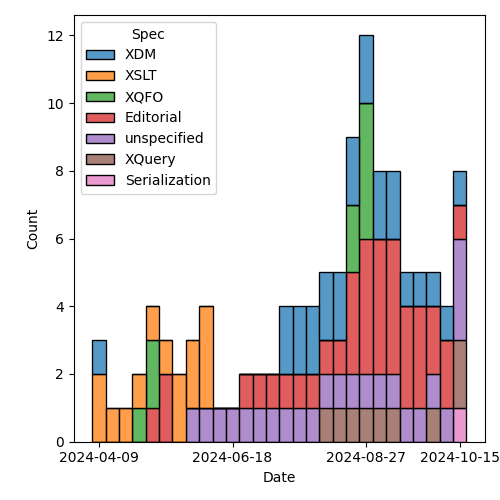 Spec
XDM
XSLT
XQFO
Editorial
unspecified
XQuery
Serialization
12
10
8
6
4
2
0
Count
2024-04-09
2024-06-18
2024-08-27
2024-10-15
Date